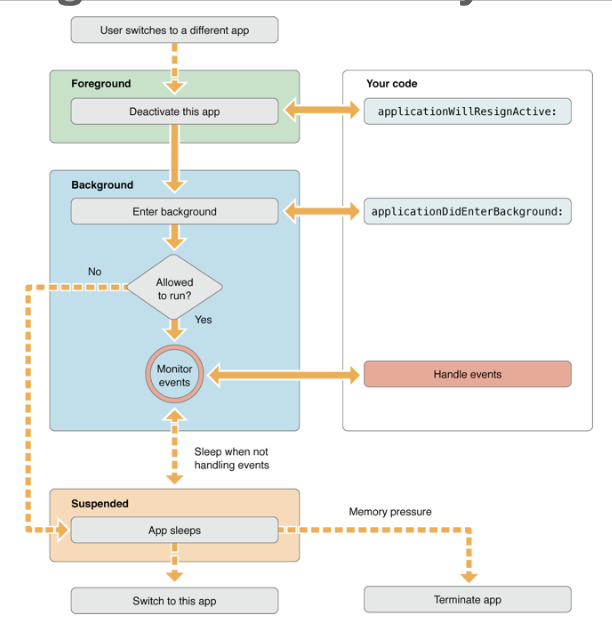 User switches to a different app
Foreground
Your code
Deactivate this app
applicationWillResignActive:
Background
Enter background
applicationDidEnterBackground:
No
Allowed
to run?
Yes
Monitor
events
Handle events
Sleep when not
handling events
Suspended
Memory pressure
App sleeps
Switch to this app
Terminate app